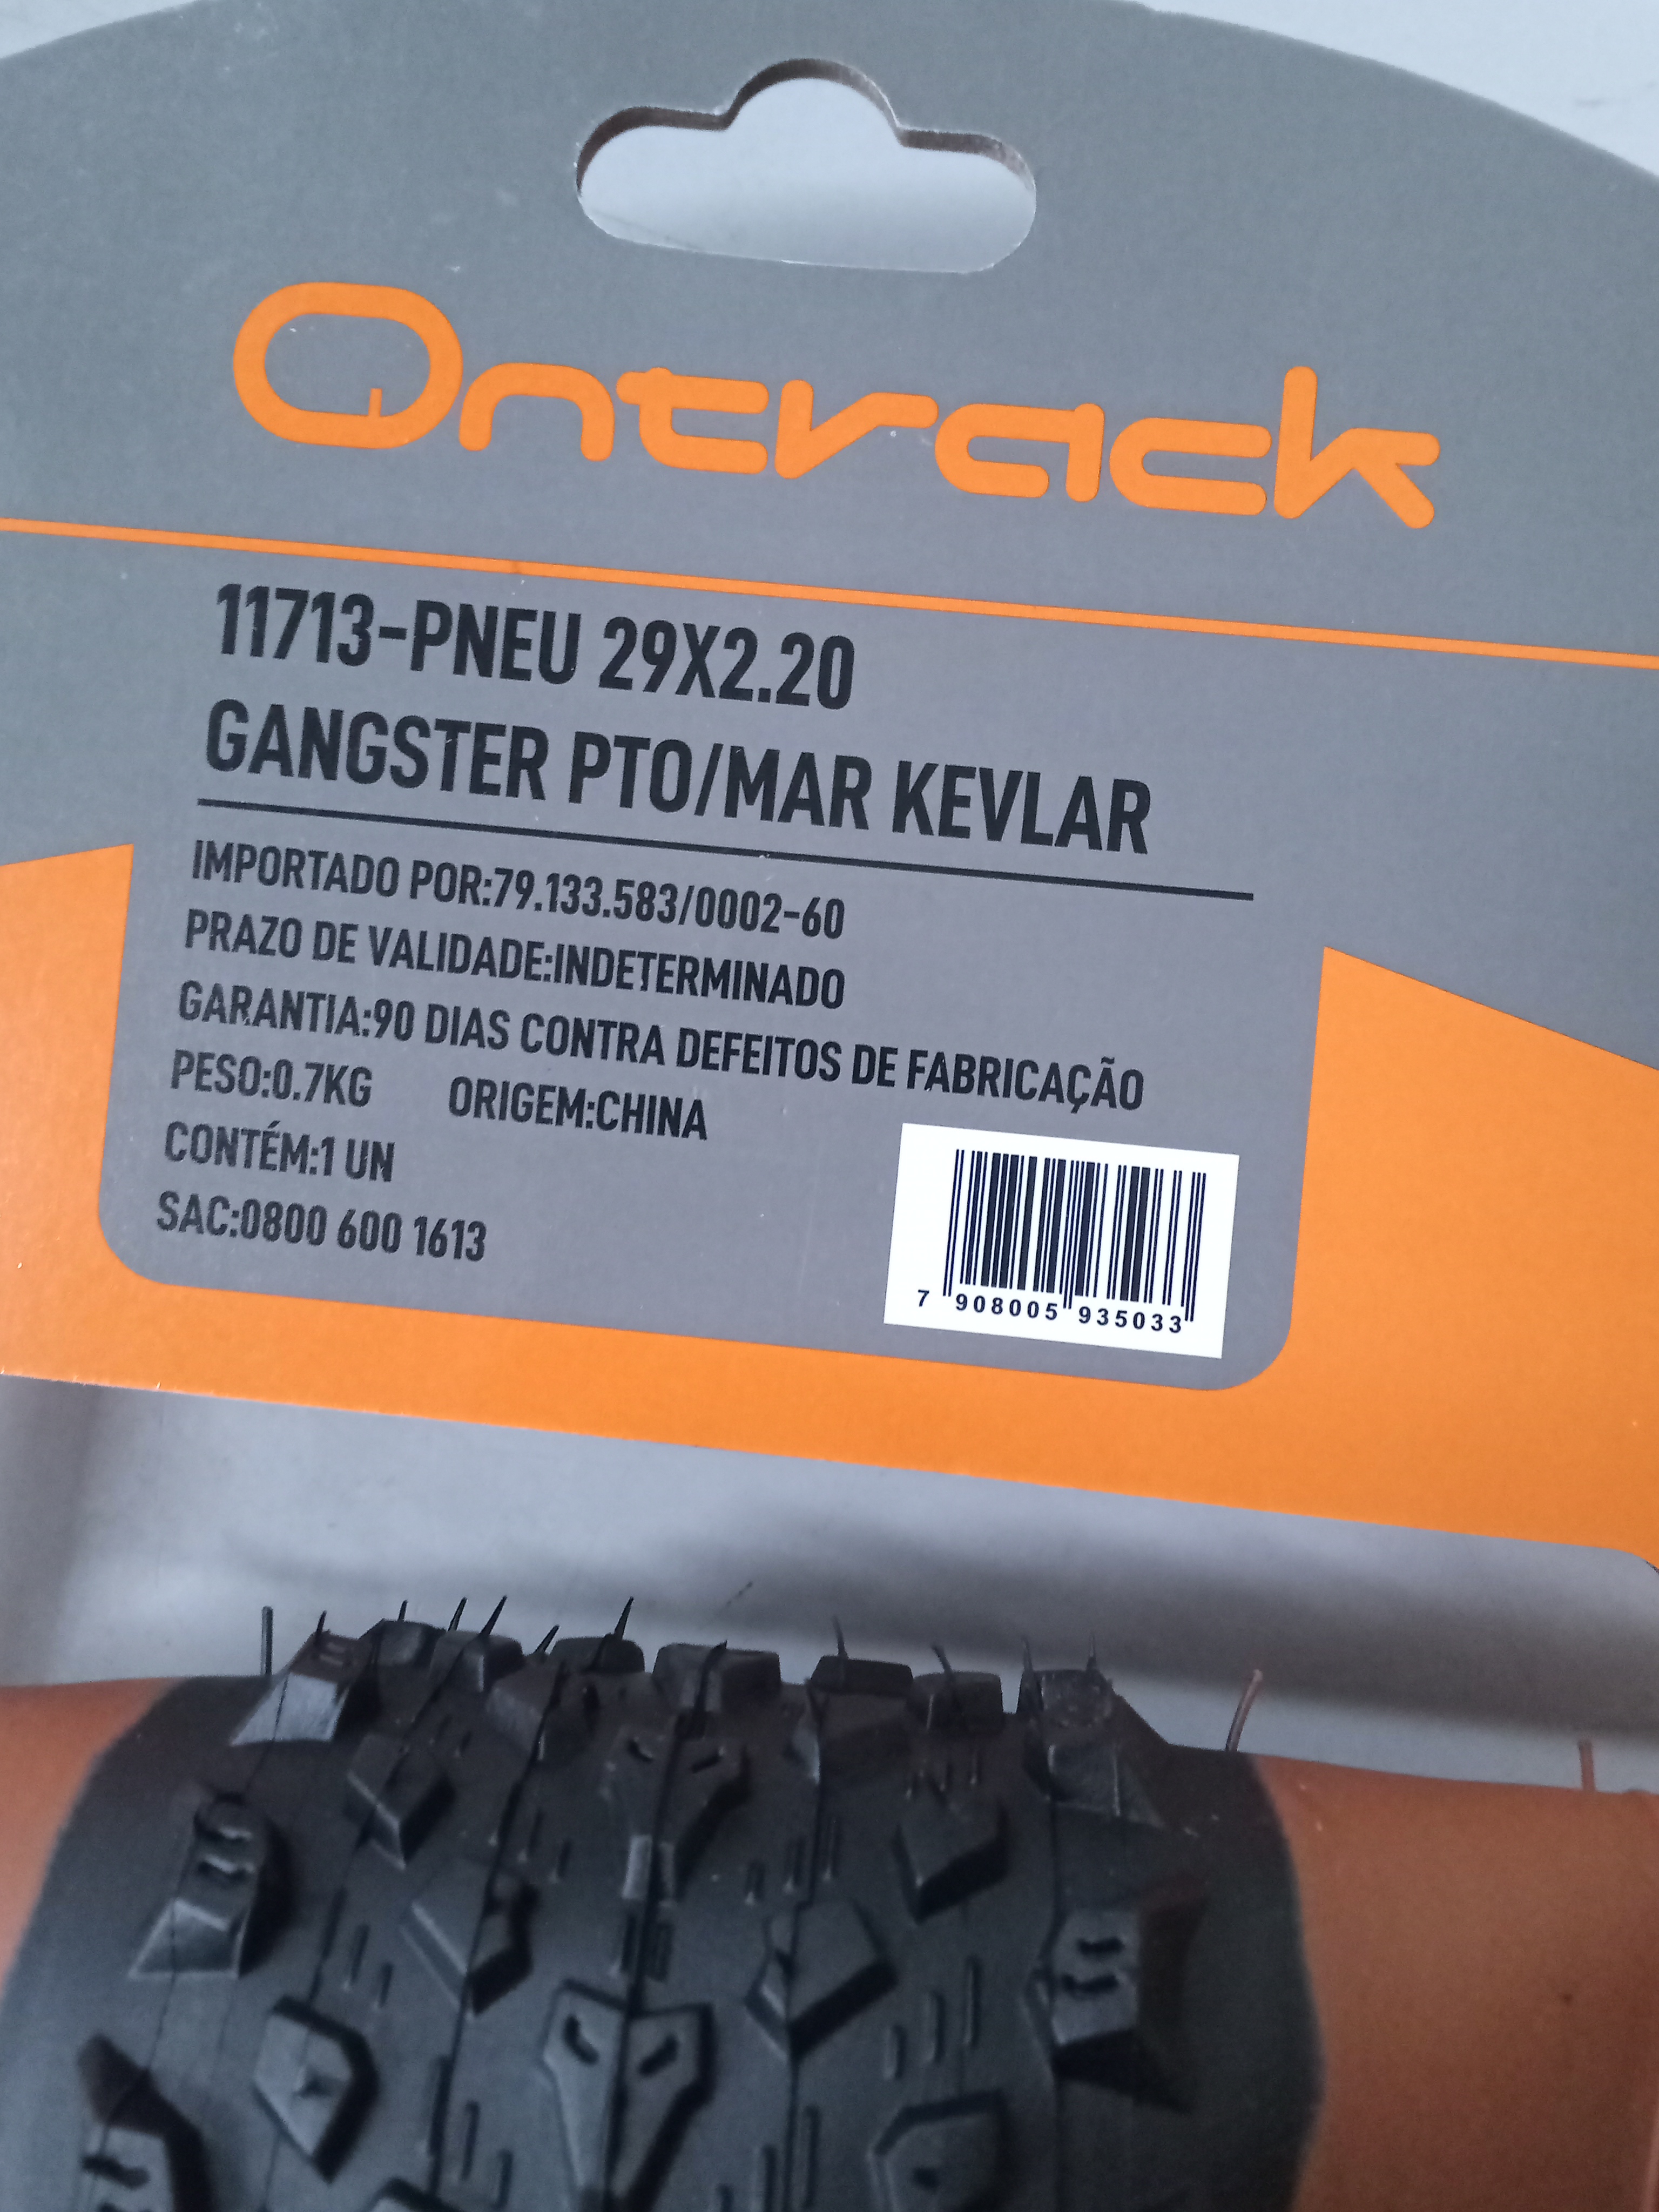 Ontrack
11713-PNEU 29X2.20
GANGSTER PTO/MAR KEVLAR
IMPORTADO POR:79.133.583/0002-60
PRAZO DE VALIDADE:INDETERMINADO
GARANTIA:90 DIAS CONTRA DEFEITOS DE FABRICAÇÃO
PESO:0.7KG ORIGEM:CHINA
CONTÉM:1 UN
SAC:0800 600 1613
7 908005 935033